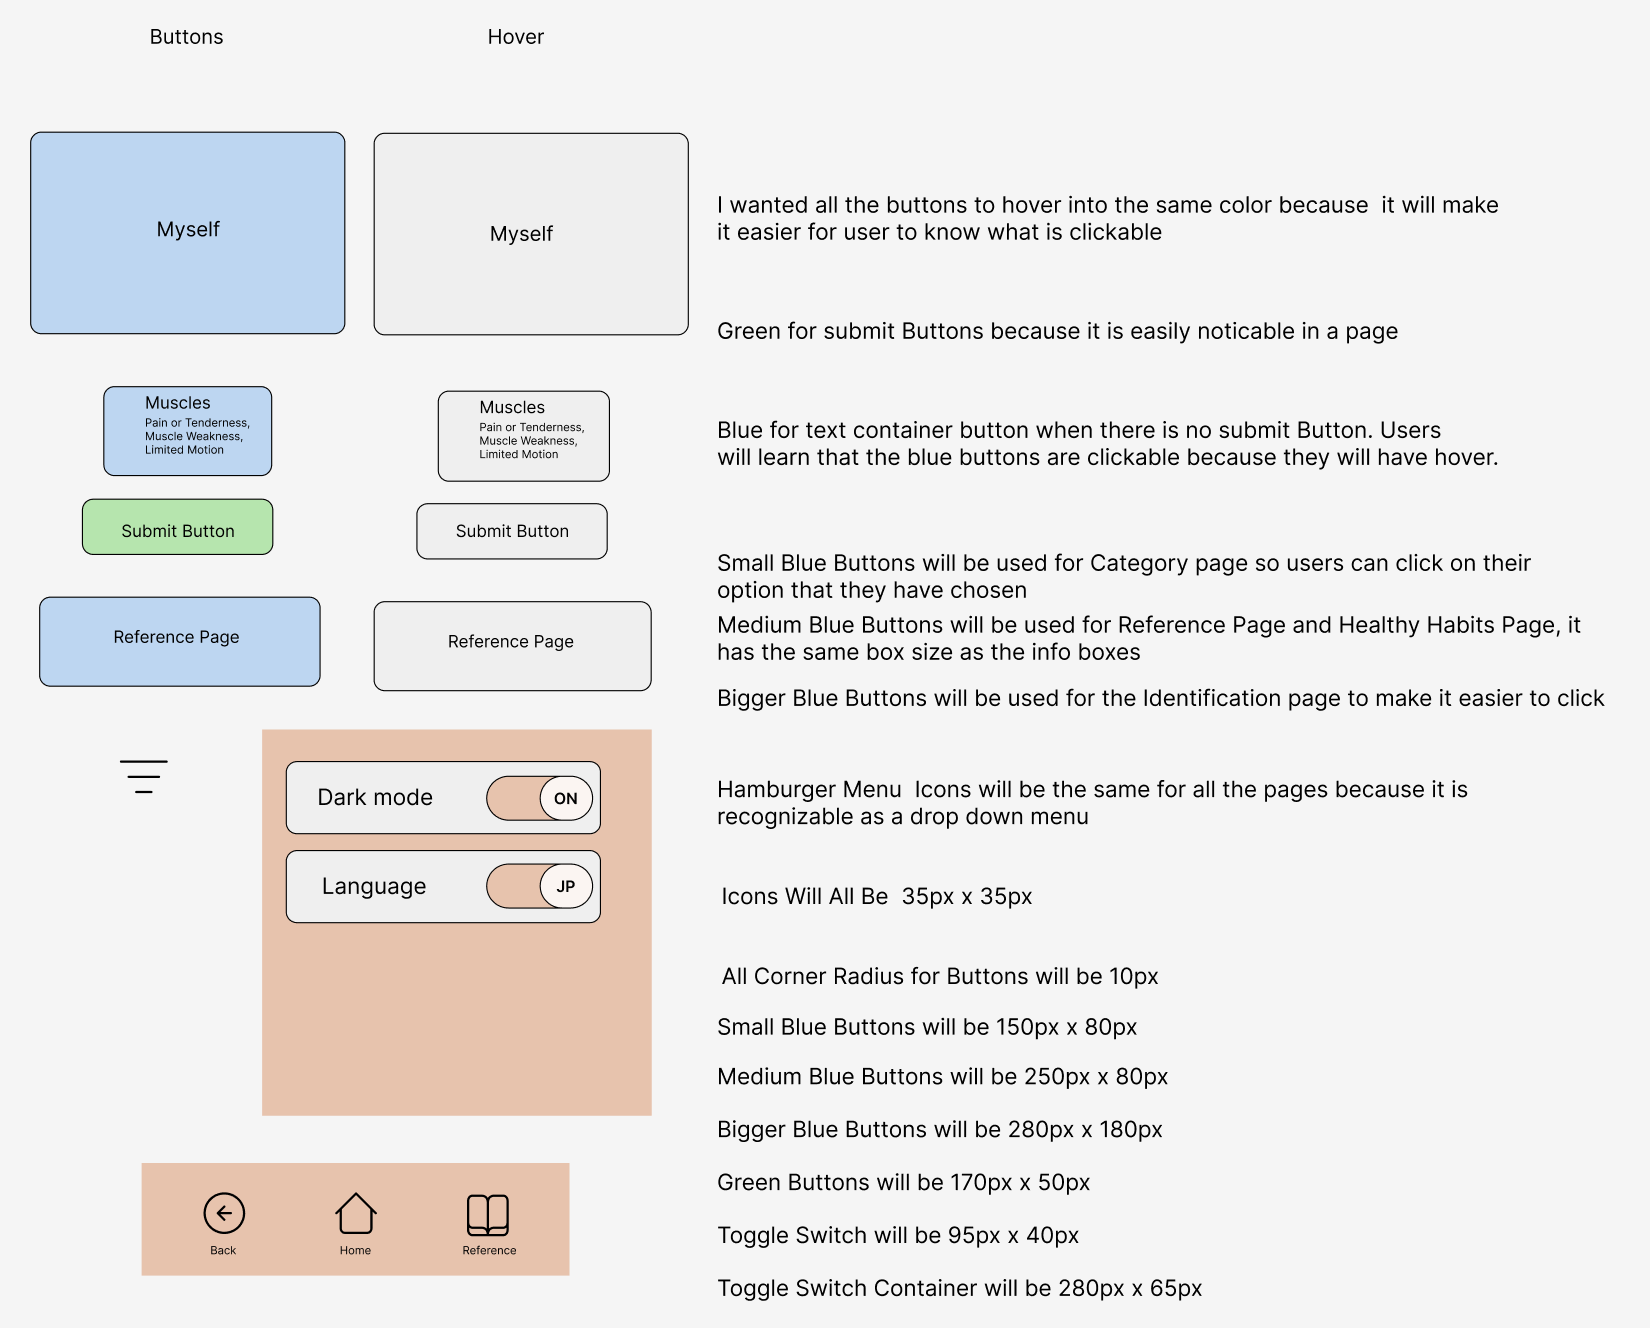 Buttons
Hover
Myself
Myself
I wanted all the buttons to hover into the same color because  it will make
it easier for user to know what is clickable
Green for submit Buttons because it is easily noticable in a page
Muscles
Pain or Tenderness,
Muscle Weakness,
Limited Motion
Muscles
Pain or Tenderness,
Muscle Weakness,
Limited Motion
Blue for text container button when there is no submit Button. Users
will learn that the blue buttons are clickable because they will have hover.
Submit Button
Submit Button
Small Blue Buttons will be used for Category page so users can click on their
option that they have chosen
Reference Page
Reference Page
Medium Blue Buttons will be used for Reference Page and Healthy Habits Page, it
has the same box size as the info boxes
Bigger Blue Buttons will be used for the Identification page to make it easier to click
Dark mode
ON
Language
JP
Hamburger Menu  Icons will be the same for all the pages because it is
recognizable as a drop down menu
Icons Will All Be  35px x 35px
All Corner Radius for Buttons will be 10px
Small Blue Buttons will be 150px x 80px
Medium Blue Buttons will be 250px x 80px
Bigger Blue Buttons will be 280px x 180px
Green Buttons will be 170px x 50px
Toggle Switch will be 95px x 40px
Toggle Switch Container will be 280px x 65px
Back
Home
Reference